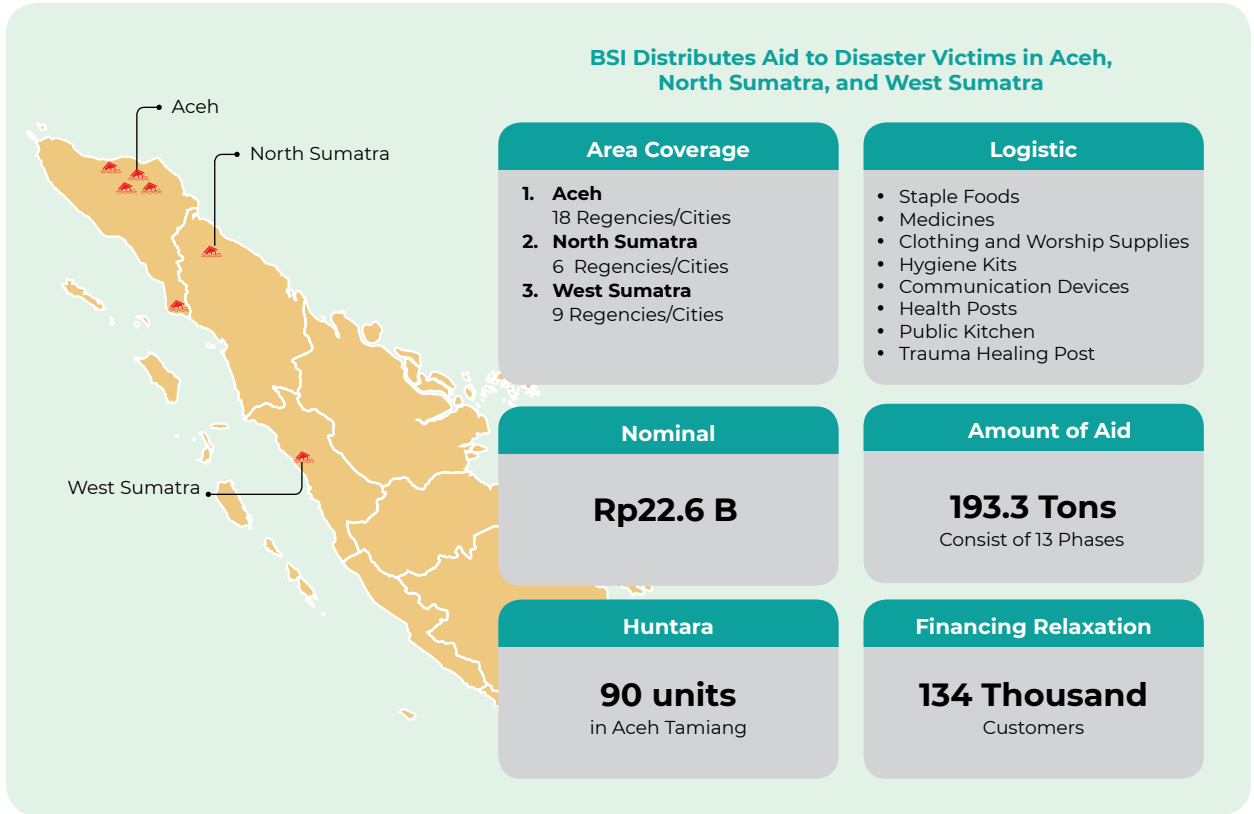 BSI Distributes Aid to Disaster Victims in Aceh,
North Sumatra, and West Sumatra
Aceh
North Sumatra
West Sumatra
Area Coverage
1. Aceh
18 Regencies/Cities
2. North Sumatra
6 Regencies/Cities
3. West Sumatra
9 Regencies/Cities
Logistic
• Staple Foods
• Medicines
• Clothing and Worship Supplies
• Hygiene Kits
• Communication Devices
• Health Posts
• Public Kitchen
• Trauma Healing Post
Nominal
Rp22.6 B
Amount of Aid
193.3 Tons
Consist of 13 Phases
Huntara
90 units
in Aceh Tamiang
Financing Relaxation
134 Thousand
Customers